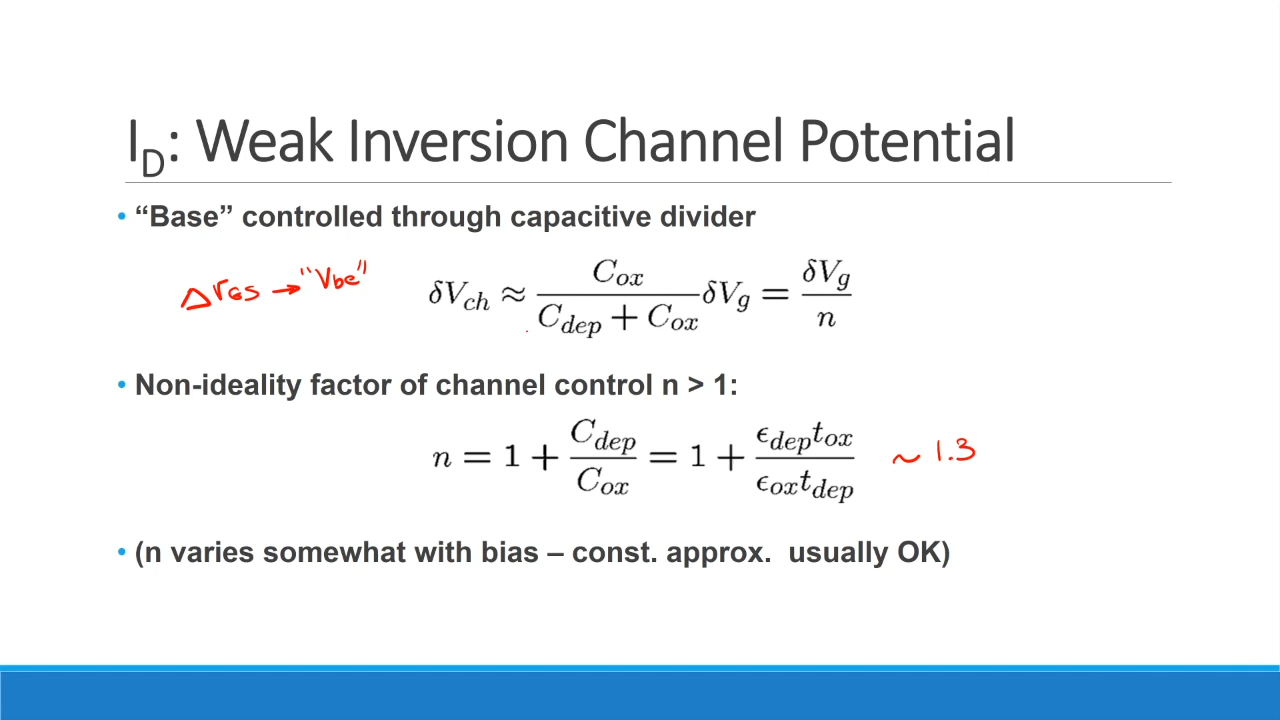 I_D: Weak Inversion Channel Potential
• “Base” controlled through capacitive divider
ΔV_GS → "V_be"
δV_ch ≈ C_ox / (C_dep + C_ox) δV_g = δV_g / n
• Non-ideality factor of channel control n > 1:
n = 1 + C_dep / C_ox = 1 + ϵ_dep t_ox / ϵ_ox t_dep ~ 1.3
• (n varies somewhat with bias – const. approx. usually OK)